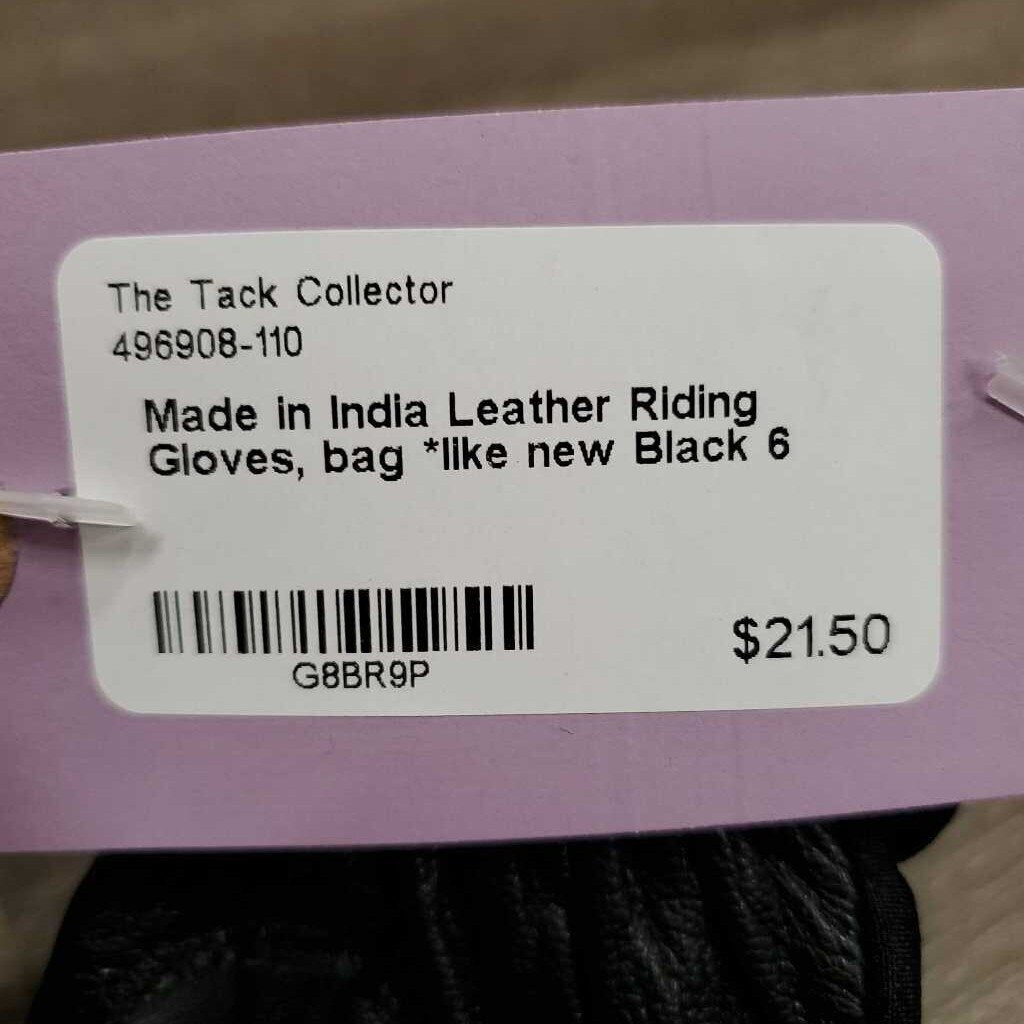 The Tack Collector
496908-110
Made in India Leather Riding
Gloves, bag *like new Black 6
G8BR9P
$21.50